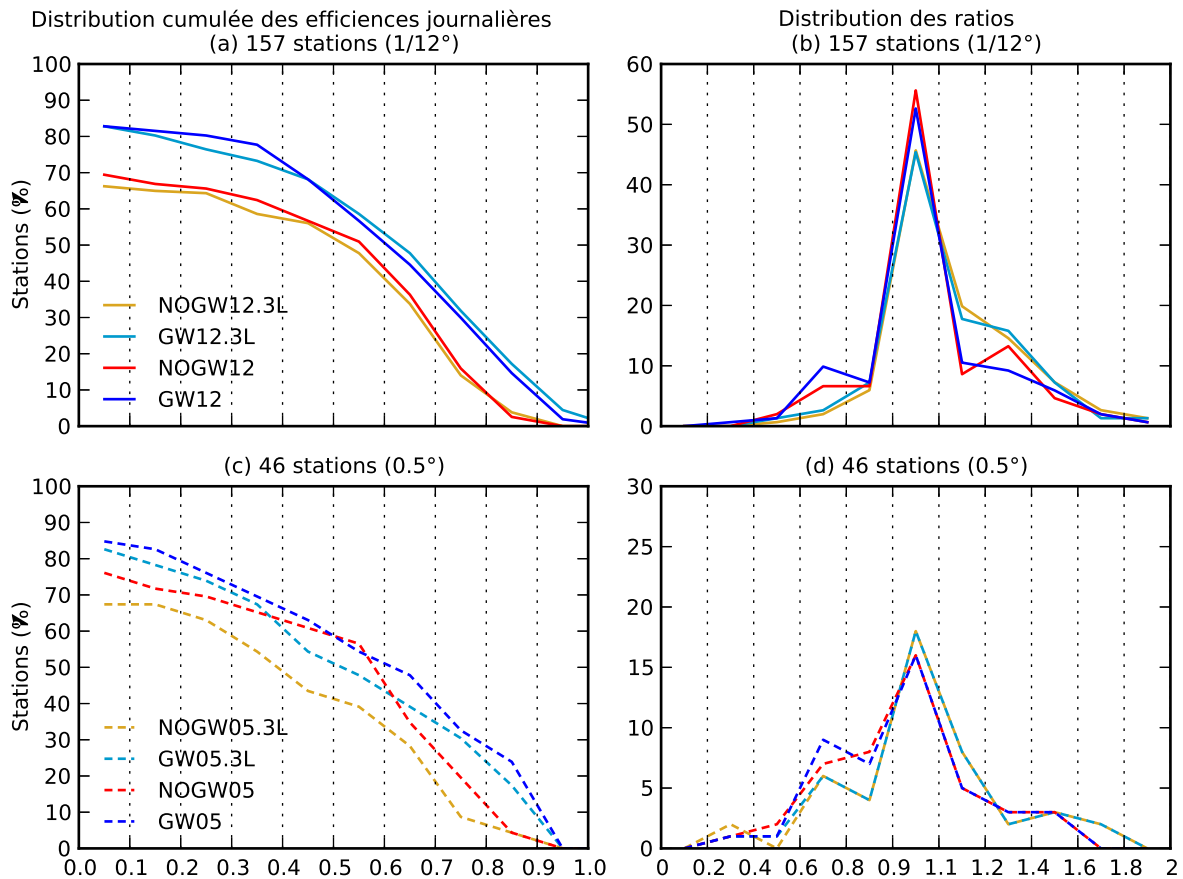 Distribution cumulée des efficiences journalières
(a) 157 stations (1/12°)
Distribution des ratios
(b) 157 stations (1/12°)
100
90
80
70
60
50
40
30
20
10
0
Stations (%)
NOGW12.3L
GW12.3L
NOGW12
GW12
60
50
40
30
20
10
0
(c) 46 stations (0.5°)
(d) 46 stations (0.5°)
100
90
80
70
60
50
40
30
20
10
0
Stations (%)
NOGW05.3L
GW05.3L
NOGW05
GW05
0.0 0.1 0.2 0.3 0.4 0.5 0.6 0.7 0.8 0.9 1.0
30
25
20
15
10
5
0
0 0.2 0.4 0.6 0.8 0.9 1.1 1.2 1.4 1.6 1.8 2